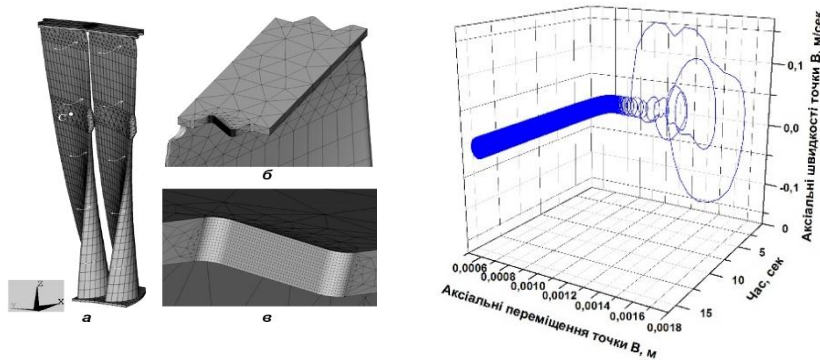 C
Z
Y
X
а
б
в
0,1
0,0
-0,1
Аксіальні швидкості точки B, м/сек
0
5
10
15
Час, сек
0,0006
0,0008
0,0010
0,0012
0,0014
0,0016
0,0018
Аксіальні переміщення точки B, м